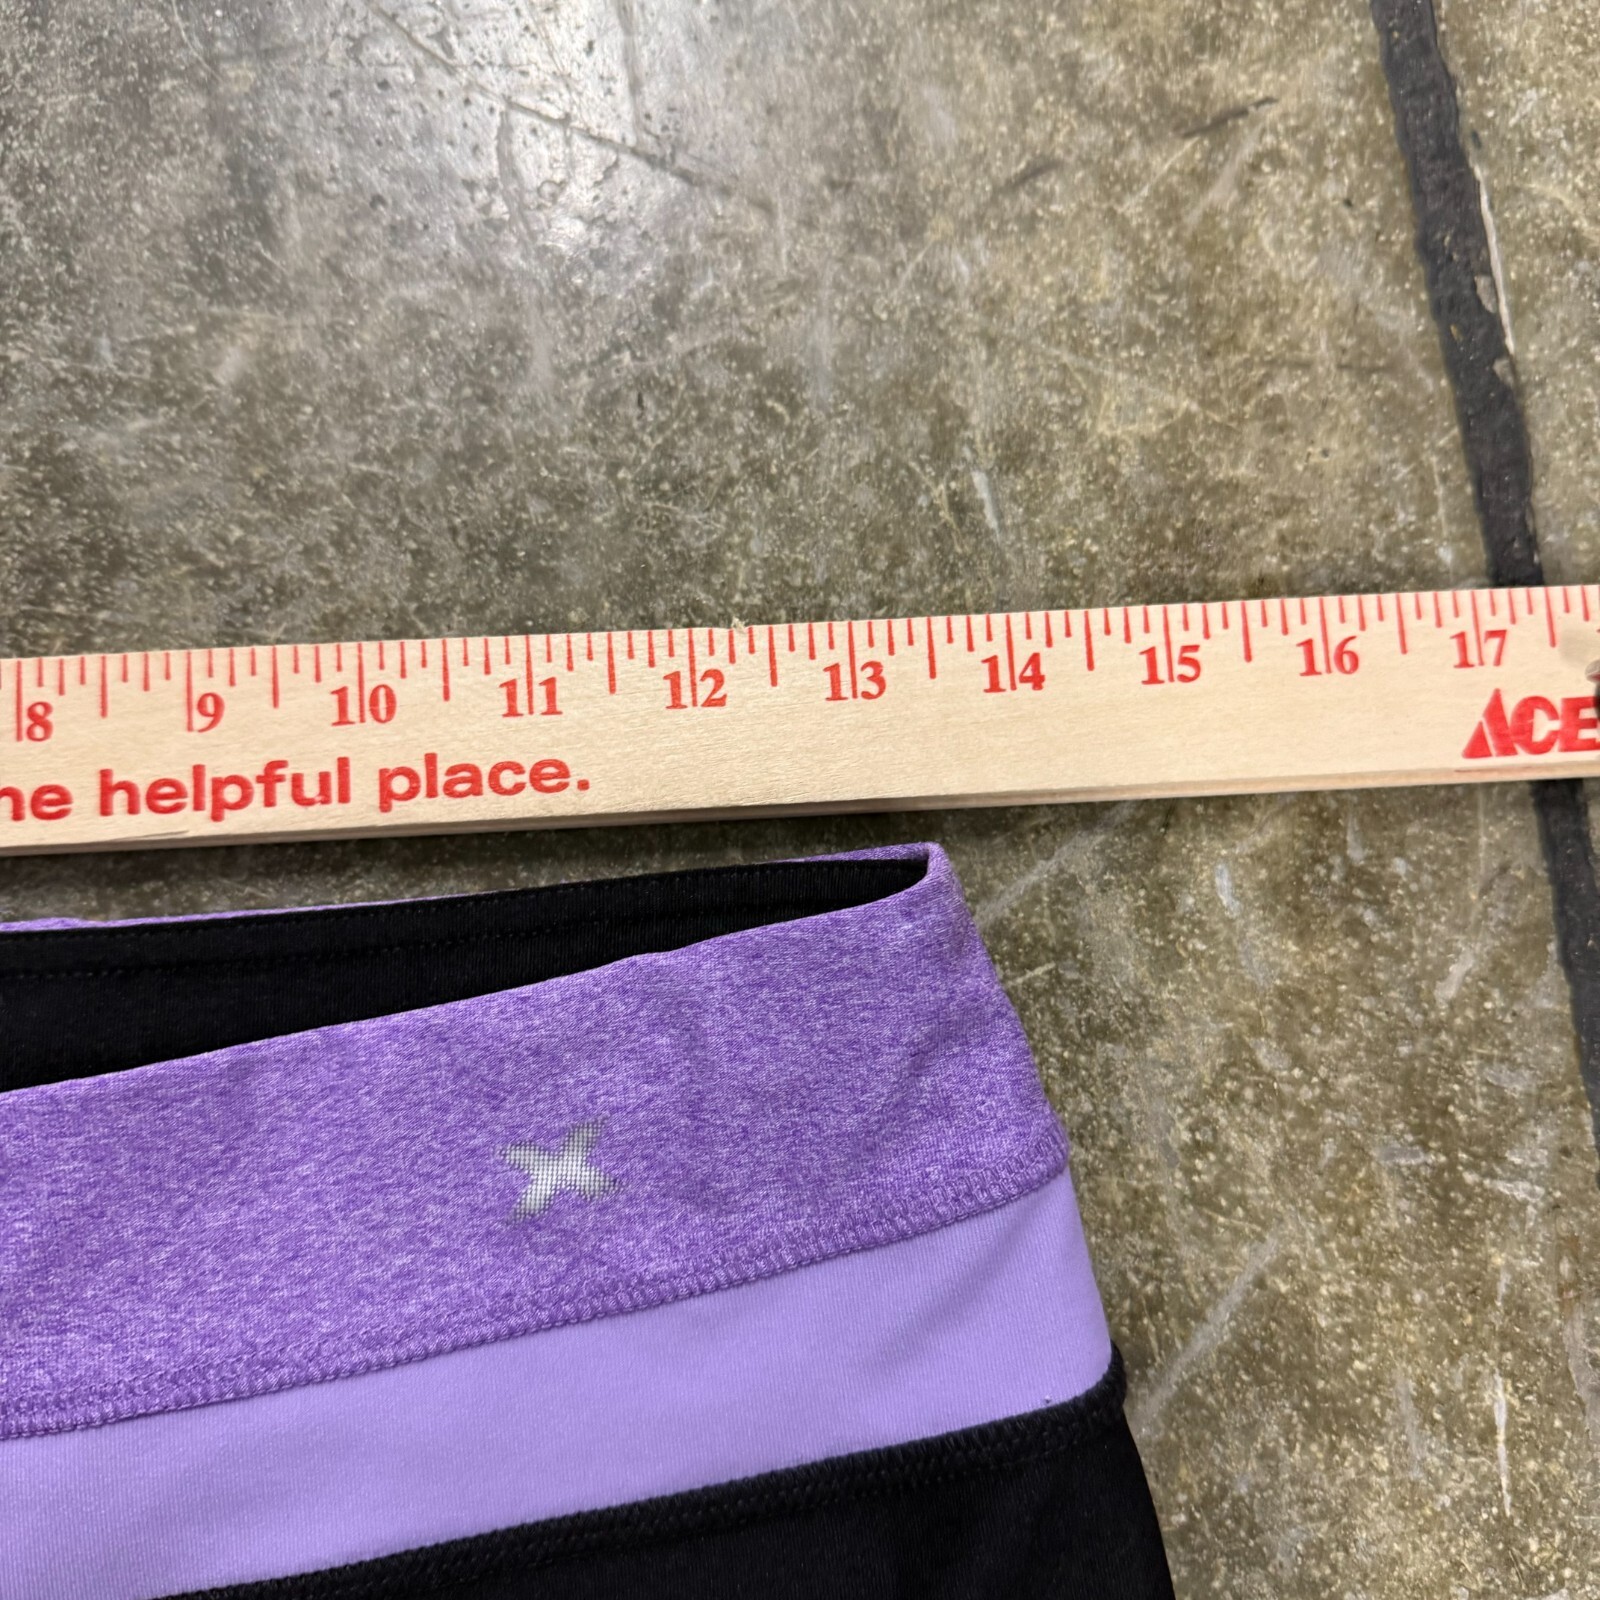 8 9 10 11 12 13 14 15 16 17
he helpful place.
ACE